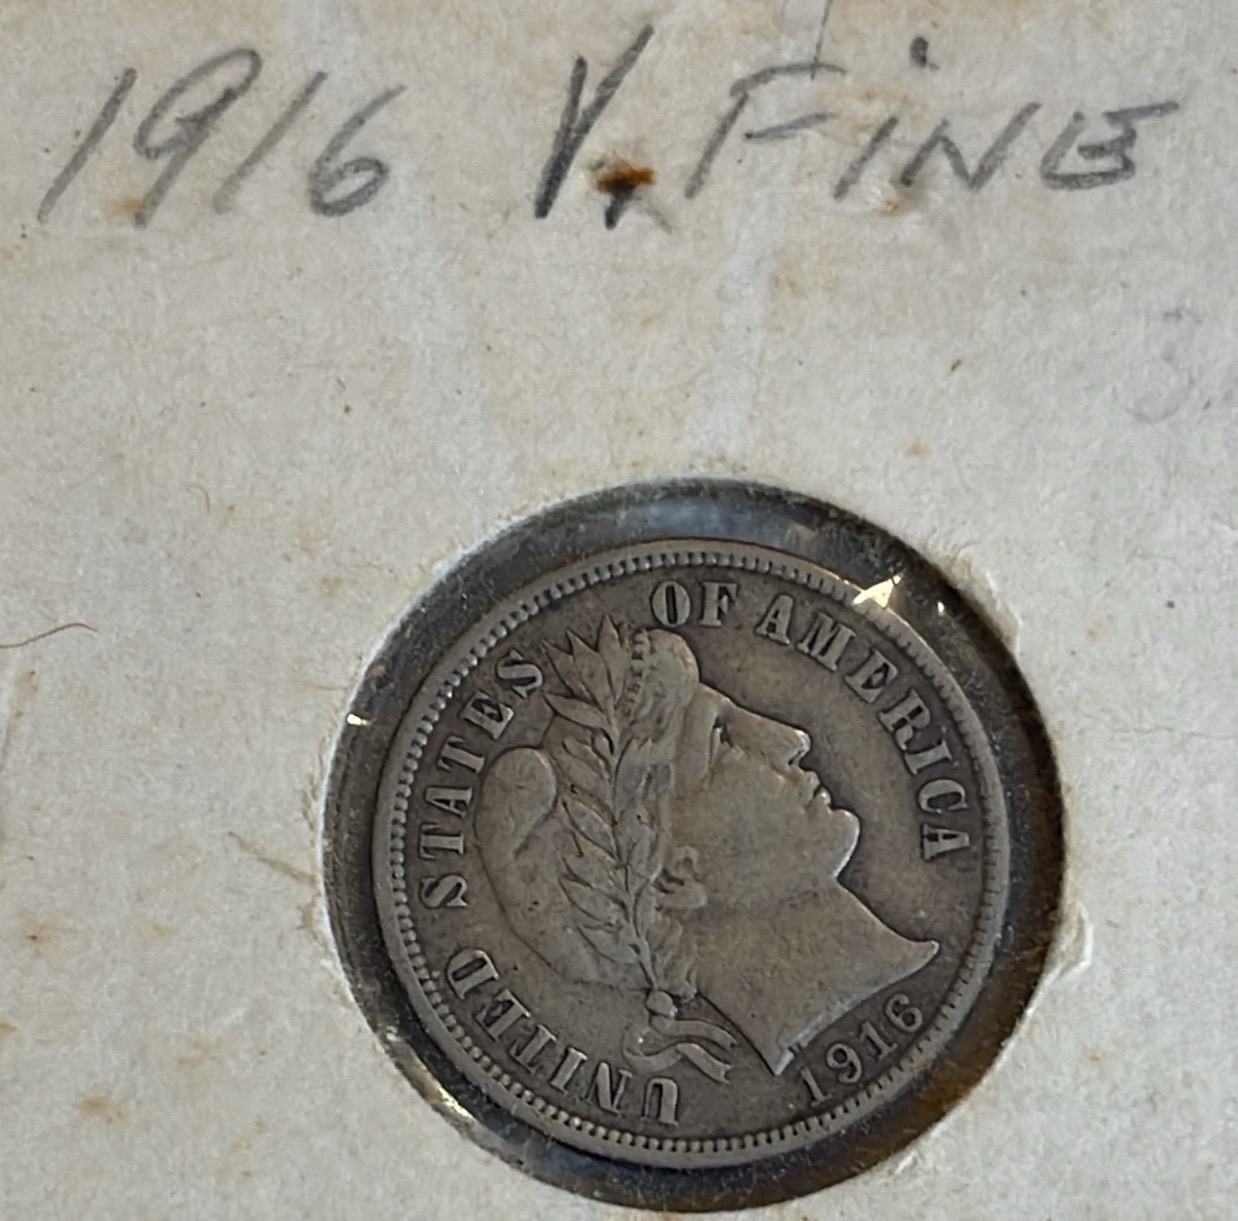 1916 V. FINE
UNITED STATES OF AMERICA
1916